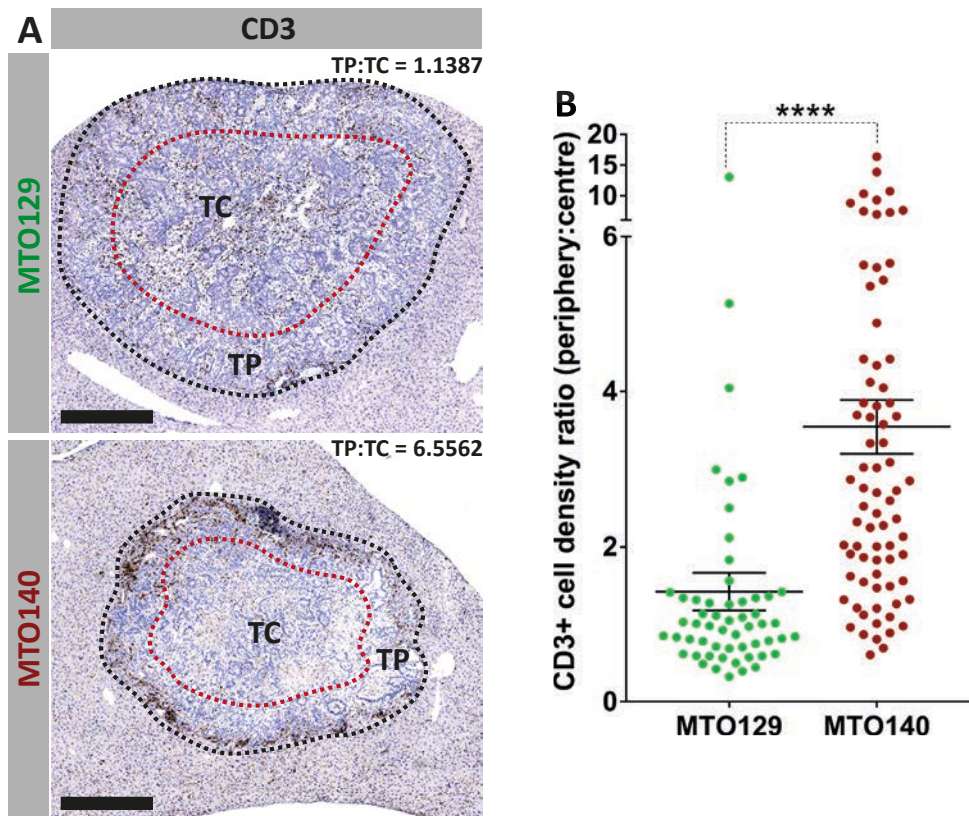 A
CD3
MTO129
TP:TC = 1.1387
TC
TP
MTO140
TP:TC = 6.5562
TC
TP
B
****
CD3+ cell density ratio (periphery:centre)
20
15
10
6
4
2
0
MTO129
MTO140